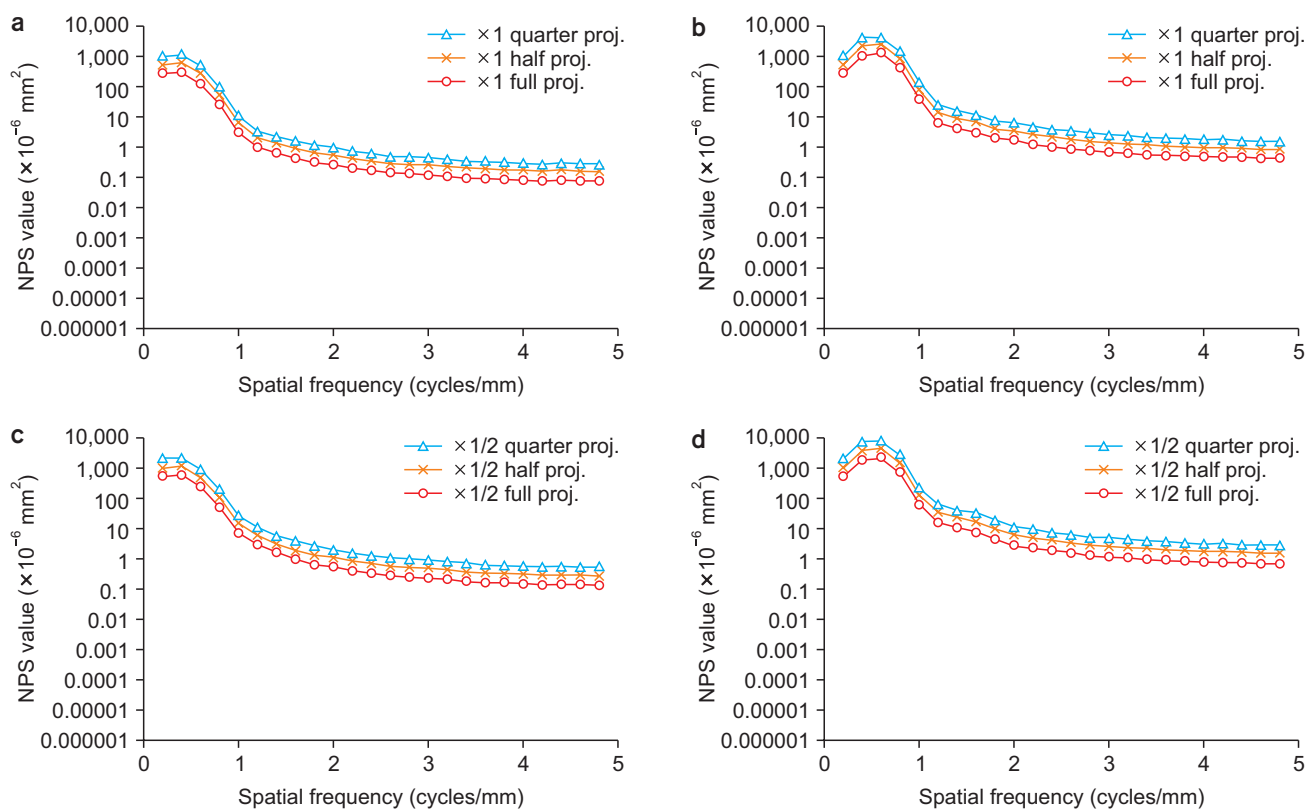 a
10,000
1,000
100
10
1
0.1
0.01
0.001
0.0001
0.00001
0.000001
NPS value (×10⁻⁶ mm²)
×1 quarter proj.
×1 half proj.
×1 full proj.
0 1 2 3 4 5
Spatial frequency (cycles/mm)
b
10,000
1,000
100
10
1
0.1
0.01
0.001
0.0001
0.00001
0.000001
NPS value (×10⁻⁶ mm²)
×1 quarter proj.
×1 half proj.
×1 full proj.
0 1 2 3 4 5
Spatial frequency (cycles/mm)
c
10,000
1,000
100
10
1
0.1
0.01
0.001
0.0001
0.00001
0.000001
NPS value (×10⁻⁶ mm²)
×1/2 quarter proj.
×1/2 half proj.
×1/2 full proj.
0 1 2 3 4 5
Spatial frequency (cycles/mm)
d
10,000
1,000
100
10
1
0.1
0.01
0.001
0.0001
0.00001
0.000001
NPS value (×10⁻⁶ mm²)
×1/2 quarter proj.
×1/2 half proj.
×1/2 full proj.
0 1 2 3 4 5
Spatial frequency (cycles/mm)